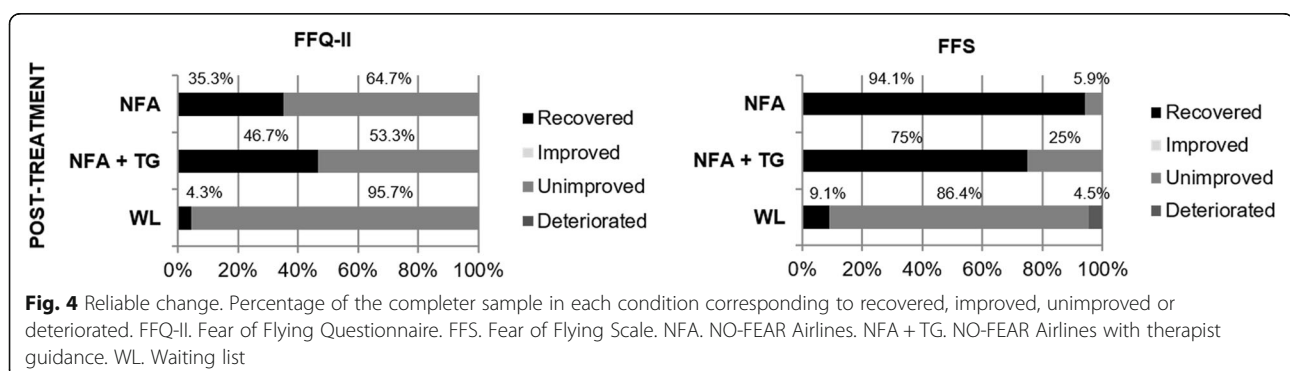 POST-TREATMENT
FFQ-II
35.3% 64.7%
NFA
46.7% 53.3%
NFA + TG
4.3% 95.7%
WL
0% 20% 40% 60% 80% 100%
Recovered
Improved
Unimproved
Deteriorated
FFS
94.1% 5.9%
NFA
75% 25%
NFA + TG
9.1% 86.4% 4.5%
WL
0% 20% 40% 60% 80% 100%
Recovered
Improved
Unimproved
Deteriorated
Fig. 4 Reliable change. Percentage of the completer sample in each condition corresponding to recovered, improved, unimproved or
deteriorated. FFQ-II. Fear of Flying Questionnaire. FFS. Fear of Flying Scale. NFA. NO-FEAR Airlines. NFA + TG. NO-FEAR Airlines with therapist
guidance. WL. Waiting list